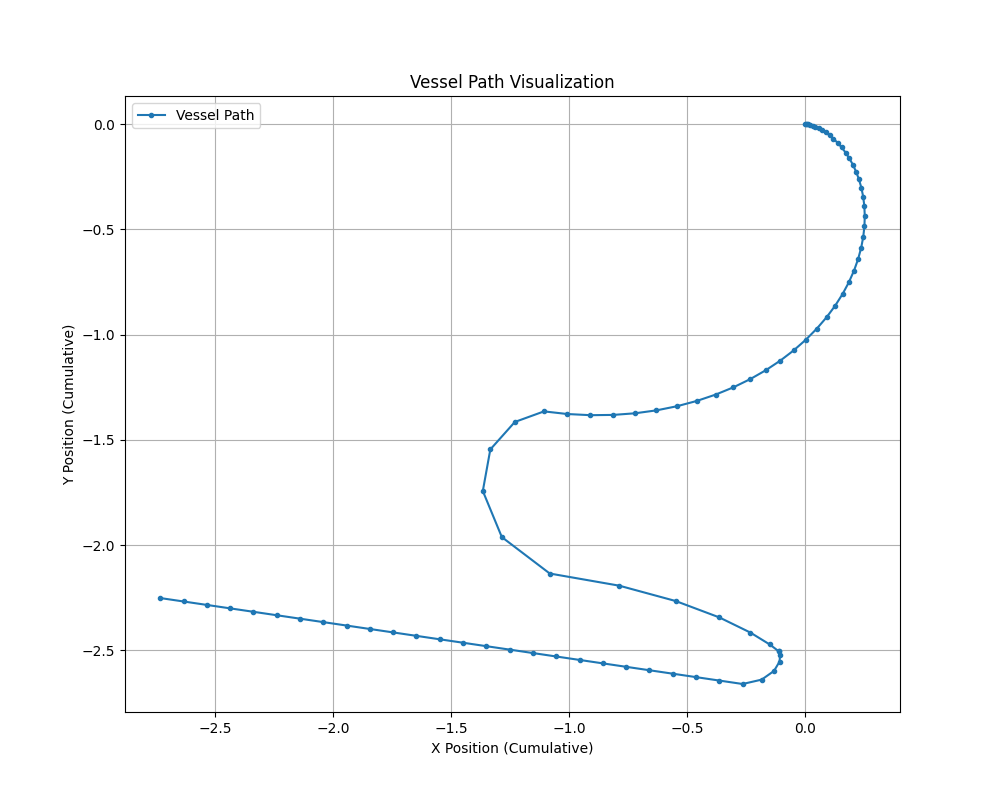 Vessel Path Visualization
Vessel Path
0.0
−0.5
−1.0
−1.5
−2.0
−2.5
Y Position (Cumulative)
−2.5 −2.0 −1.5 −1.0 −0.5 0.0
X Position (Cumulative)